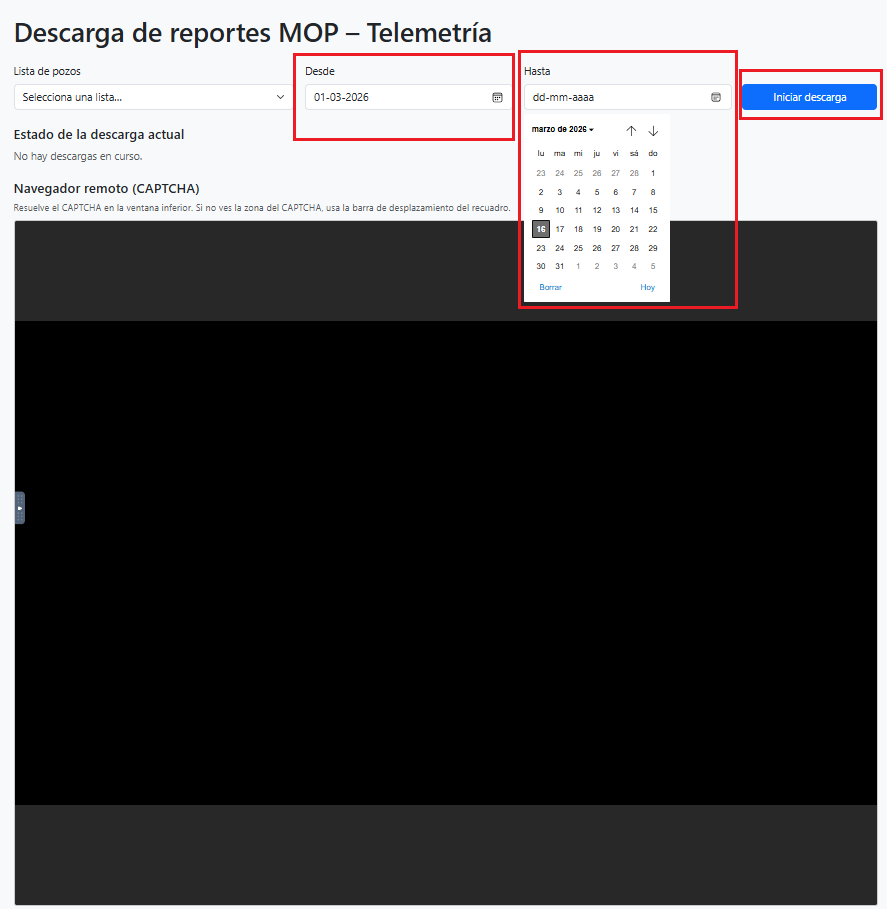 Descarga de reportes MOP – Telemetría
Lista de pozos
Selecciona una lista...
Desde
01-03-2026
Hasta
dd-mm-aaaa
Iniciar descarga
marzo de 2026
lu ma mi ju vi sá do
23 24 25 26 27 28 1
2 3 4 5 6 7 8
9 10 11 12 13 14 15
16 17 18 19 20 21 22
23 24 25 26 27 28 29
30 31 1 2 3 4 5
Borrar Hoy
Estado de la descarga actual
No hay descargas en curso.
Navegador remoto (CAPTCHA)
Resuelve el CAPTCHA en la ventana inferior. Si no ves la zona del CAPTCHA, usa la barra de desplazamiento del recuadro.